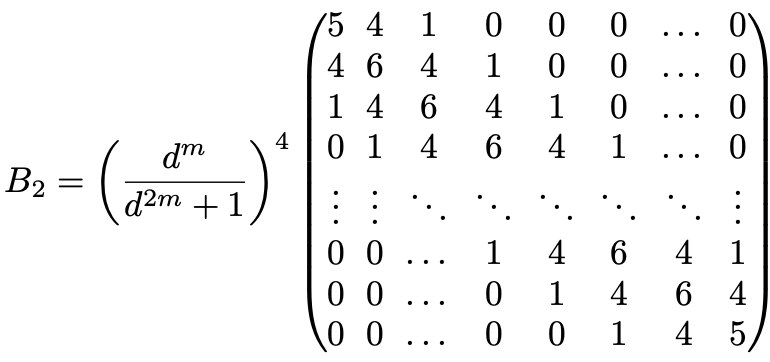 $$B_2 = \left( \frac{d^m}{d^{2m} + 1} \right)^4 \begin{pmatrix}
5 & 4 & 1 & 0 & 0 & 0 & \dots & 0 \\
4 & 6 & 4 & 1 & 0 & 0 & \dots & 0 \\
1 & 4 & 6 & 4 & 1 & 0 & \dots & 0 \\
0 & 1 & 4 & 6 & 4 & 1 & \dots & 0 \\
\vdots & \vdots & \ddots & \ddots & \ddots & \ddots & \ddots & \vdots \\
0 & 0 & \dots & 1 & 4 & 6 & 4 & 1 \\
0 & 0 & \dots & 0 & 1 & 4 & 6 & 4 \\
0 & 0 & \dots & 0 & 0 & 1 & 4 & 5
\end{pmatrix}$$